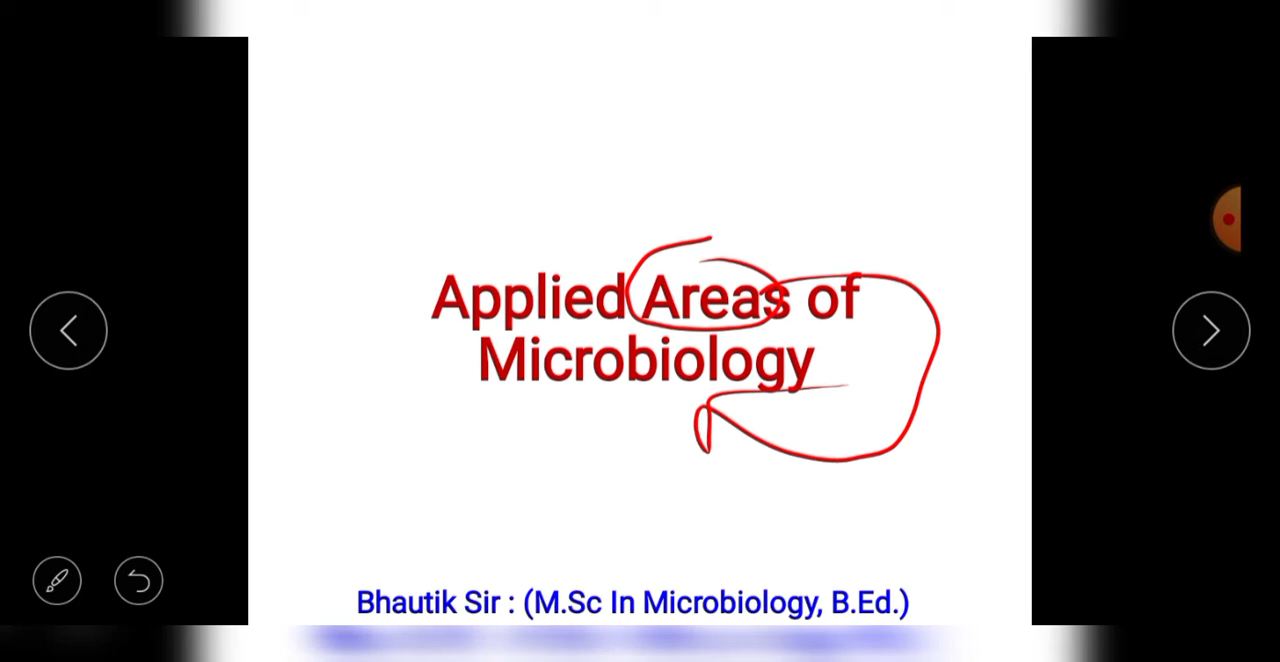 Applied Areas of
Microbiology
Bhautik Sir : (M.Sc In Microbiology, B.Ed.)